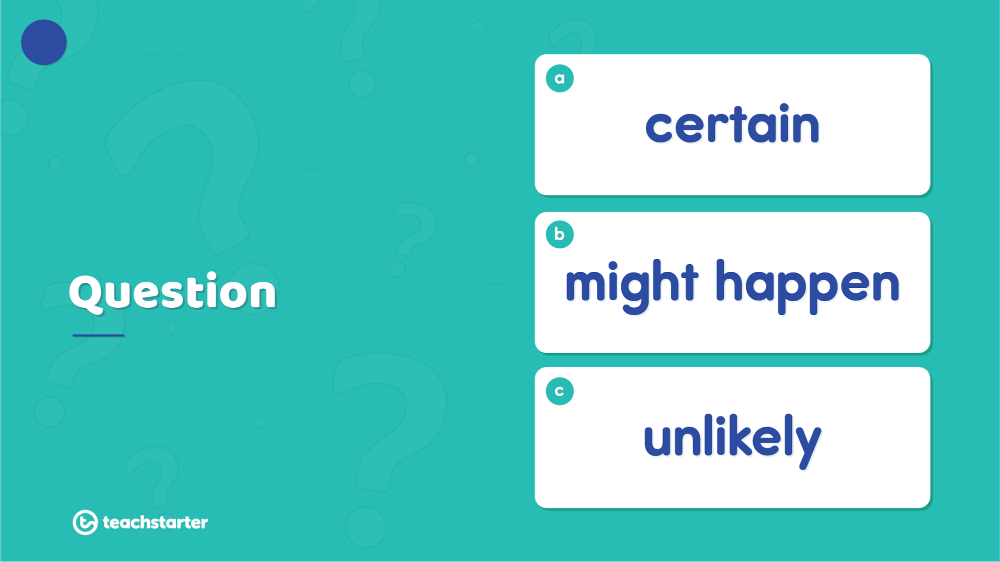 Question
a
certain
b
might happen
c
unlikely
teachstarter